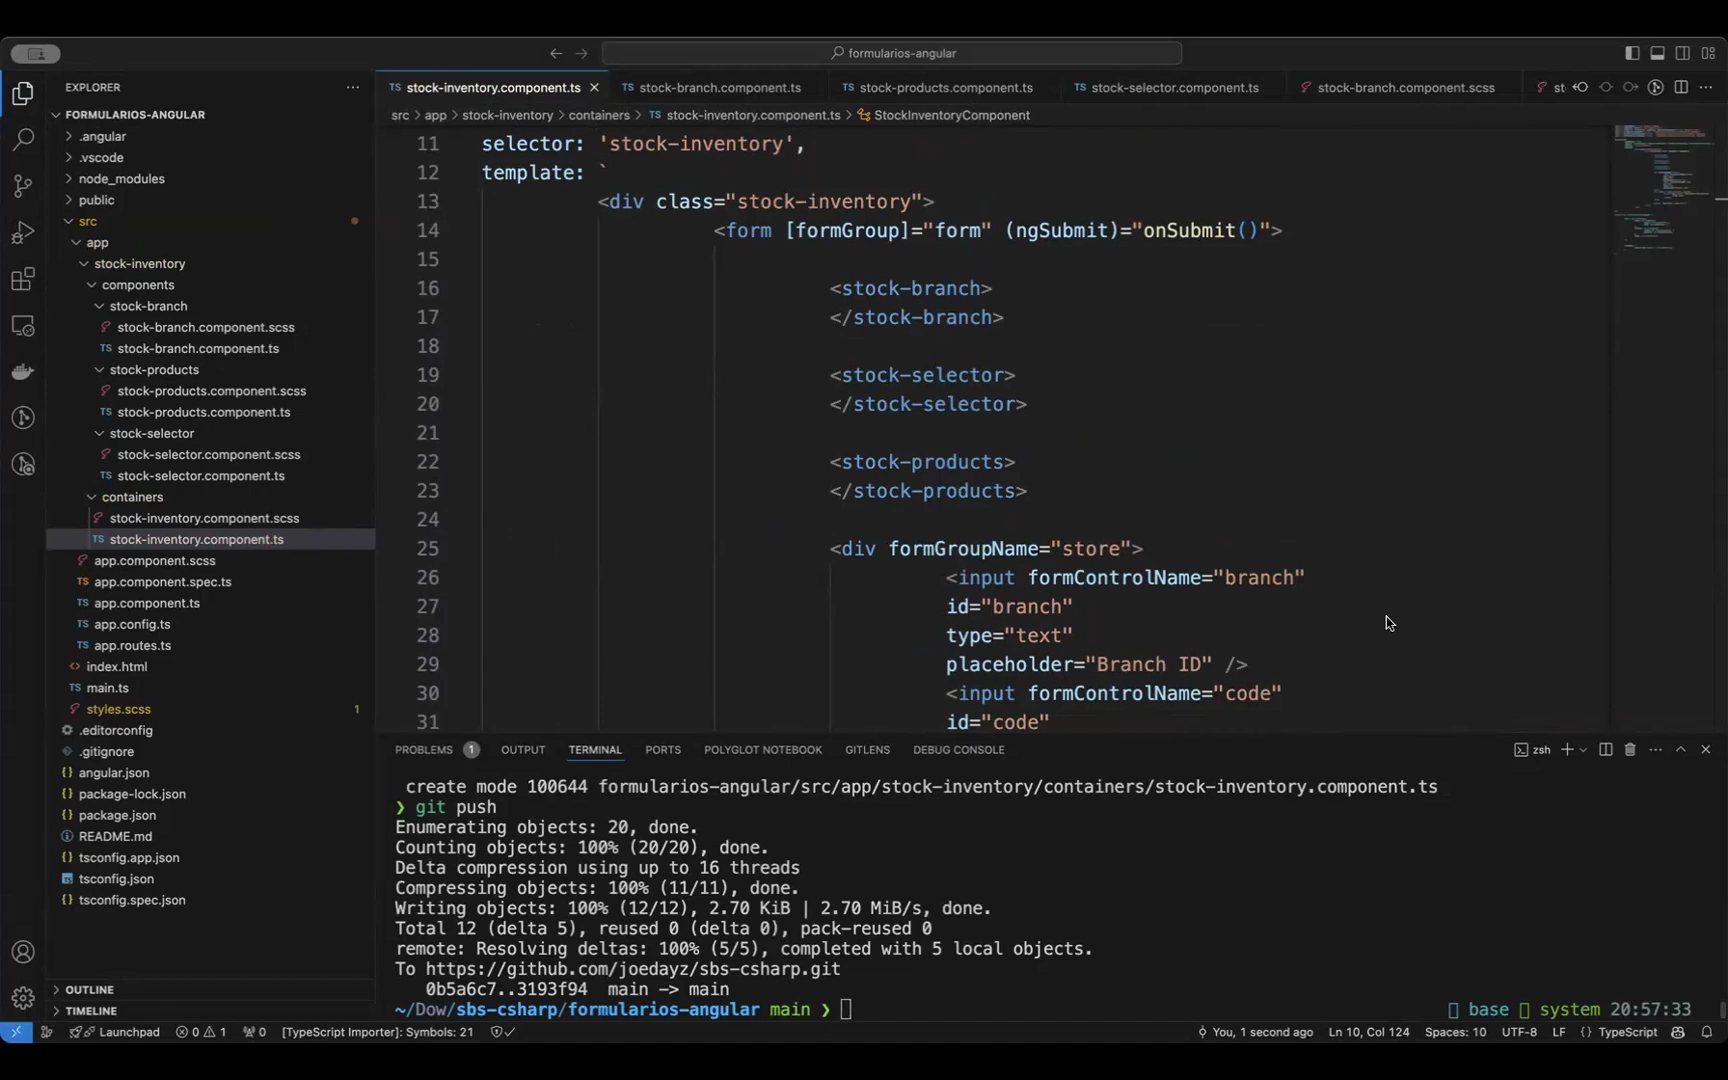 formularios-angular
EXPLORER
stock-inventory.component.ts
stock-branch.component.ts
stock-products.component.ts
stock-selector.component.ts
stock-branch.component.scss
st
FORMULARIOS-ANGULAR
src > app > stock-inventory > containers > stock-inventory.component.ts > StockInventoryComponent
.angular
.vscode
node_modules
public
src
app
stock-inventory
components
stock-branch
stock-branch.component.scss
stock-branch.component.ts
stock-products
stock-products.component.scss
stock-products.component.ts
stock-selector
stock-selector.component.scss
stock-selector.component.ts
containers
stock-inventory.component.scss
stock-inventory.component.ts
app.component.scss
app.component.spec.ts
app.component.ts
app.config.ts
app.routes.ts
index.html
main.ts
styles.scss 1
.editorconfig
.gitignore
angular.json
package-lock.json
package.json
README.md
tsconfig.app.json
tsconfig.json
tsconfig.spec.json
OUTLINE
TIMELINE
11 selector: 'stock-inventory',
12 template: `
13 <div class="stock-inventory">
14 <form [formGroup]="form" (ngSubmit)="onSubmit()">
15
16 <stock-branch>
17 </stock-branch>
18
19 <stock-selector>
20 </stock-selector>
21
22 <stock-products>
23 </stock-products>
24
25 <div formGroupName="store">
26 <input formControlName="branch"
27 id="branch"
28 type="text"
29 placeholder="Branch ID" />
30 <input formControlName="code"
31 id="code"
PROBLEMS 1 OUTPUT TERMINAL PORTS POLYGLOT NOTEBOOK GITLENS DEBUG CONSOLE zsh
create mode 100644 formularios-angular/src/app/stock-inventory/containers/stock-inventory.component.ts
❯ git push
Enumerating objects: 20, done.
Counting objects: 100% (20/20), done.
Delta compression using up to 16 threads
Compressing objects: 100% (11/11), done.
Writing objects: 100% (12/12), 2.70 KiB | 2.70 MiB/s, done.
Total 12 (delta 5), reused 0 (delta 0), pack-reused 0
remote: Resolving deltas: 100% (5/5), completed with 5 local objects.
To https://github.com/joedayz/sbs-csharp.git
0b5a6c7..3193f94 main -> main
~/Dow/sbs-csharp/formularios-angular main ❯ base system 20:57:33
Launchpad 0 1 0 [TypeScript Importer]: Symbols: 21 You, 1 second ago Ln 10, Col 124 Spaces: 10 UTF-8 LF {} TypeScript